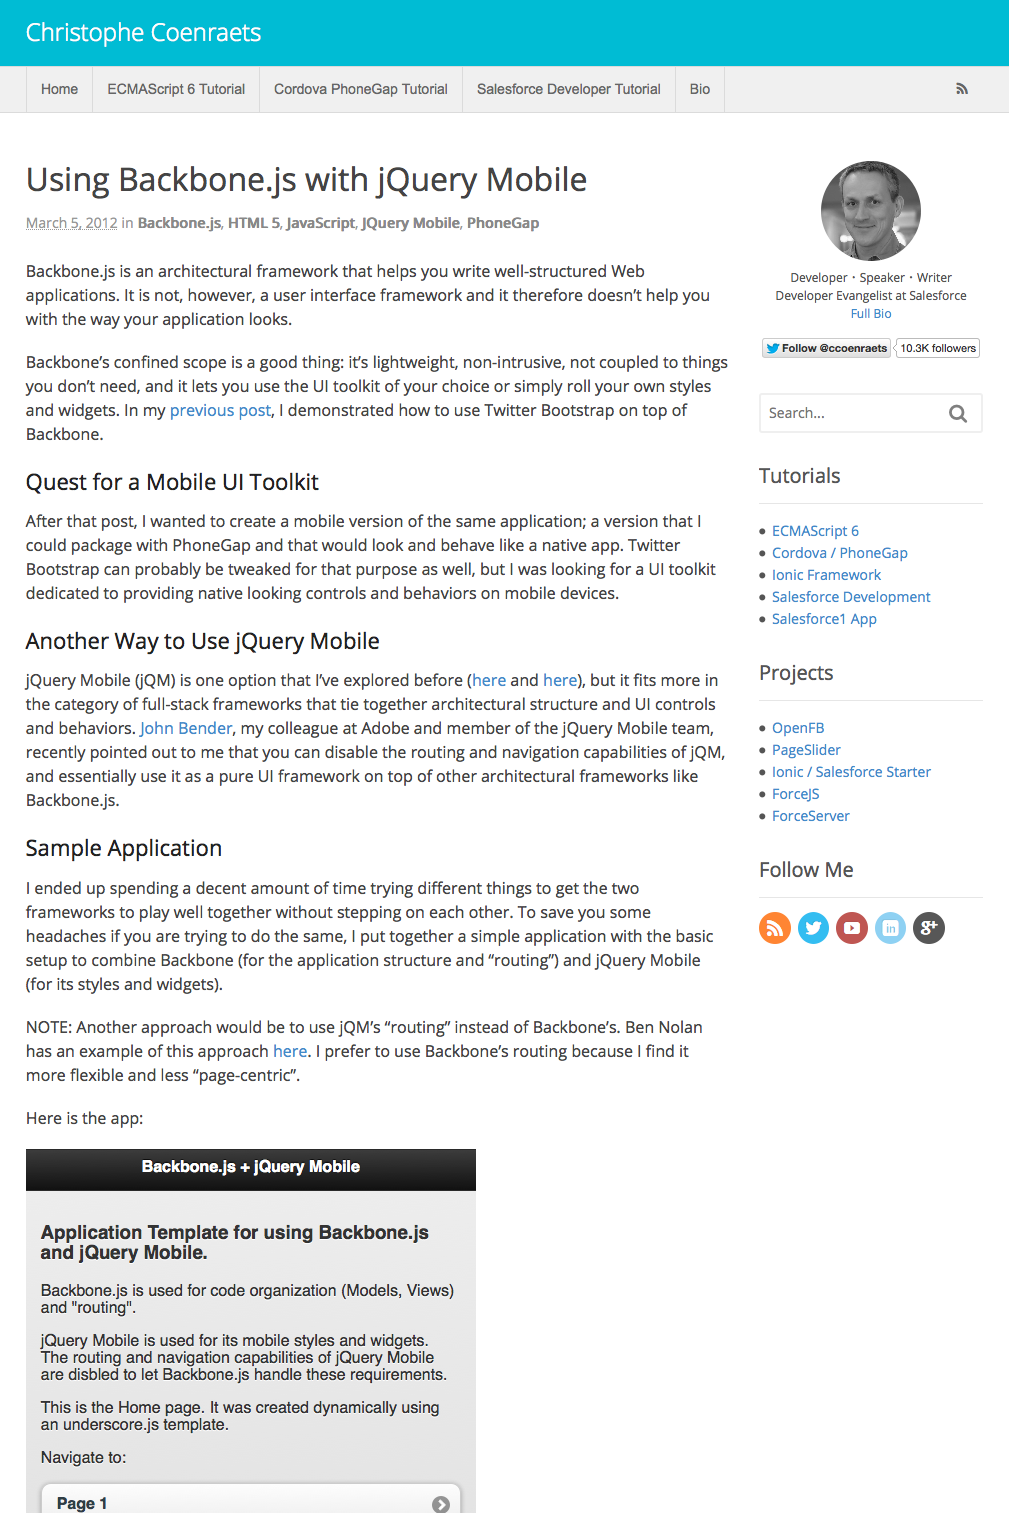 Christophe Coenraets
Home
ECMAScript 6 Tutorial
Cordova PhoneGap Tutorial
Salesforce Developer Tutorial
Bio
Using Backbone.js with jQuery Mobile
March 5, 2012 in Backbone.js, HTML 5, JavaScript, JQuery Mobile, PhoneGap
Backbone.js is an architectural framework that helps you write well-structured Web
applications. It is not, however, a user interface framework and it therefore doesn’t help you
with the way your application looks.
Backbone’s confined scope is a good thing: it’s lightweight, non-intrusive, not coupled to things
you don’t need, and it lets you use the UI toolkit of your choice or simply roll your own styles
and widgets. In my previous post, I demonstrated how to use Twitter Bootstrap on top of
Backbone.
Quest for a Mobile UI Toolkit
After that post, I wanted to create a mobile version of the same application; a version that I
could package with PhoneGap and that would look and behave like a native app. Twitter
Bootstrap can probably be tweaked for that purpose as well, but I was looking for a UI toolkit
dedicated to providing native looking controls and behaviors on mobile devices.
Another Way to Use jQuery Mobile
jQuery Mobile (jQM) is one option that I’ve explored before (here and here), but it fits more in
the category of full-stack frameworks that tie together architectural structure and UI controls
and behaviors. John Bender, my colleague at Adobe and member of the jQuery Mobile team,
recently pointed out to me that you can disable the routing and navigation capabilities of jQM,
and essentially use it as a pure UI framework on top of other architectural frameworks like
Backbone.js.
Sample Application
I ended up spending a decent amount of time trying different things to get the two
frameworks to play well together without stepping on each other. To save you some
headaches if you are trying to do the same, I put together a simple application with the basic
setup to combine Backbone (for the application structure and “routing”) and jQuery Mobile
(for its styles and widgets).
NOTE: Another approach would be to use jQM’s “routing” instead of Backbone’s. Ben Nolan
has an example of this approach here. I prefer to use Backbone’s routing because I find it
more flexible and less “page-centric”.
Here is the app:
Backbone.js + jQuery Mobile
Application Template for using Backbone.js
and jQuery Mobile.
Backbone.js is used for code organization (Models, Views)
and "routing".
jQuery Mobile is used for its mobile styles and widgets.
The routing and navigation capabilities of jQuery Mobile
are disbled to let Backbone.js handle these requirements.
This is the Home page. It was created dynamically using
an underscore.js template.
Navigate to:
Page 1
Developer • Speaker • Writer
Developer Evangelist at Salesforce
Full Bio
Follow @ccoenraets
10.3K followers
Search...
Tutorials
ECMAScript 6
Cordova / PhoneGap
Ionic Framework
Salesforce Development
Salesforce1 App
Projects
OpenFB
PageSlider
Ionic / Salesforce Starter
ForceJS
ForceServer
Follow Me
in
g+